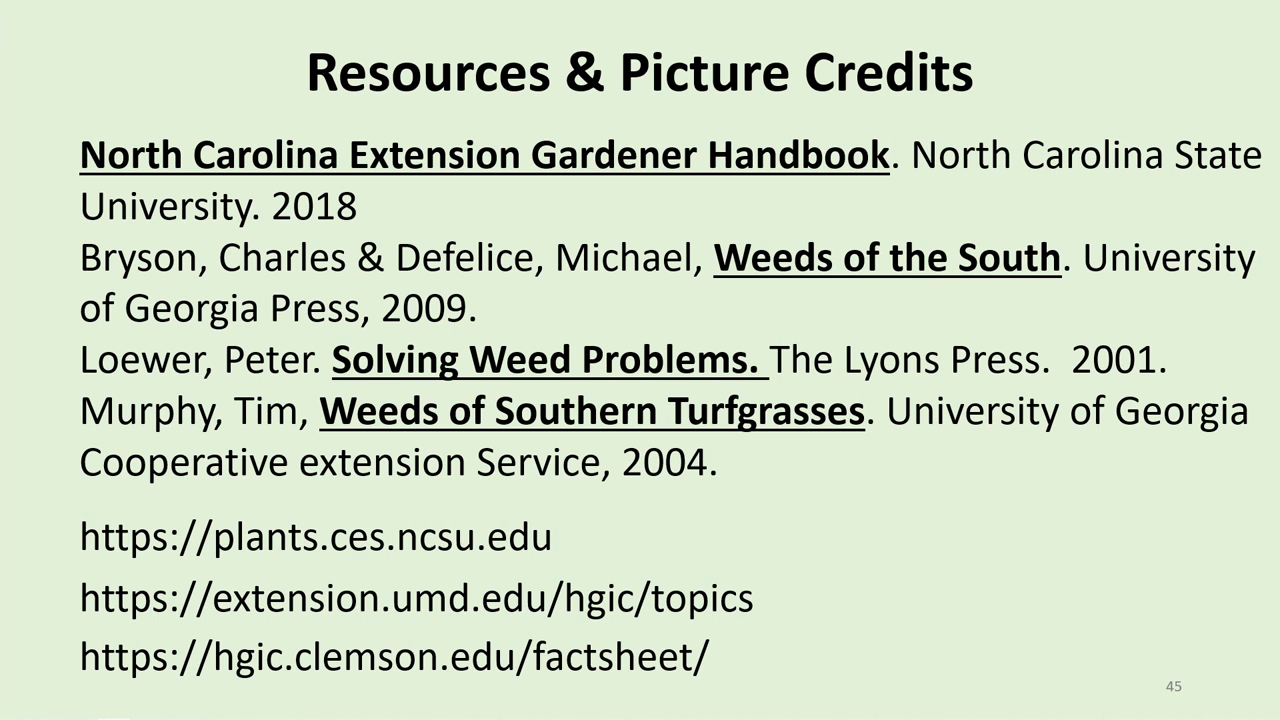 Resources & Picture Credits
North Carolina Extension Gardener Handbook. North Carolina State
University. 2018
Bryson, Charles & Defelice, Michael, Weeds of the South. University
of Georgia Press, 2009.
Loewer, Peter. Solving Weed Problems. The Lyons Press.  2001.
Murphy, Tim, Weeds of Southern Turfgrasses. University of Georgia
Cooperative extension Service, 2004.
https://plants.ces.ncsu.edu
https://extension.umd.edu/hgic/topics
https://hgic.clemson.edu/factsheet/
45